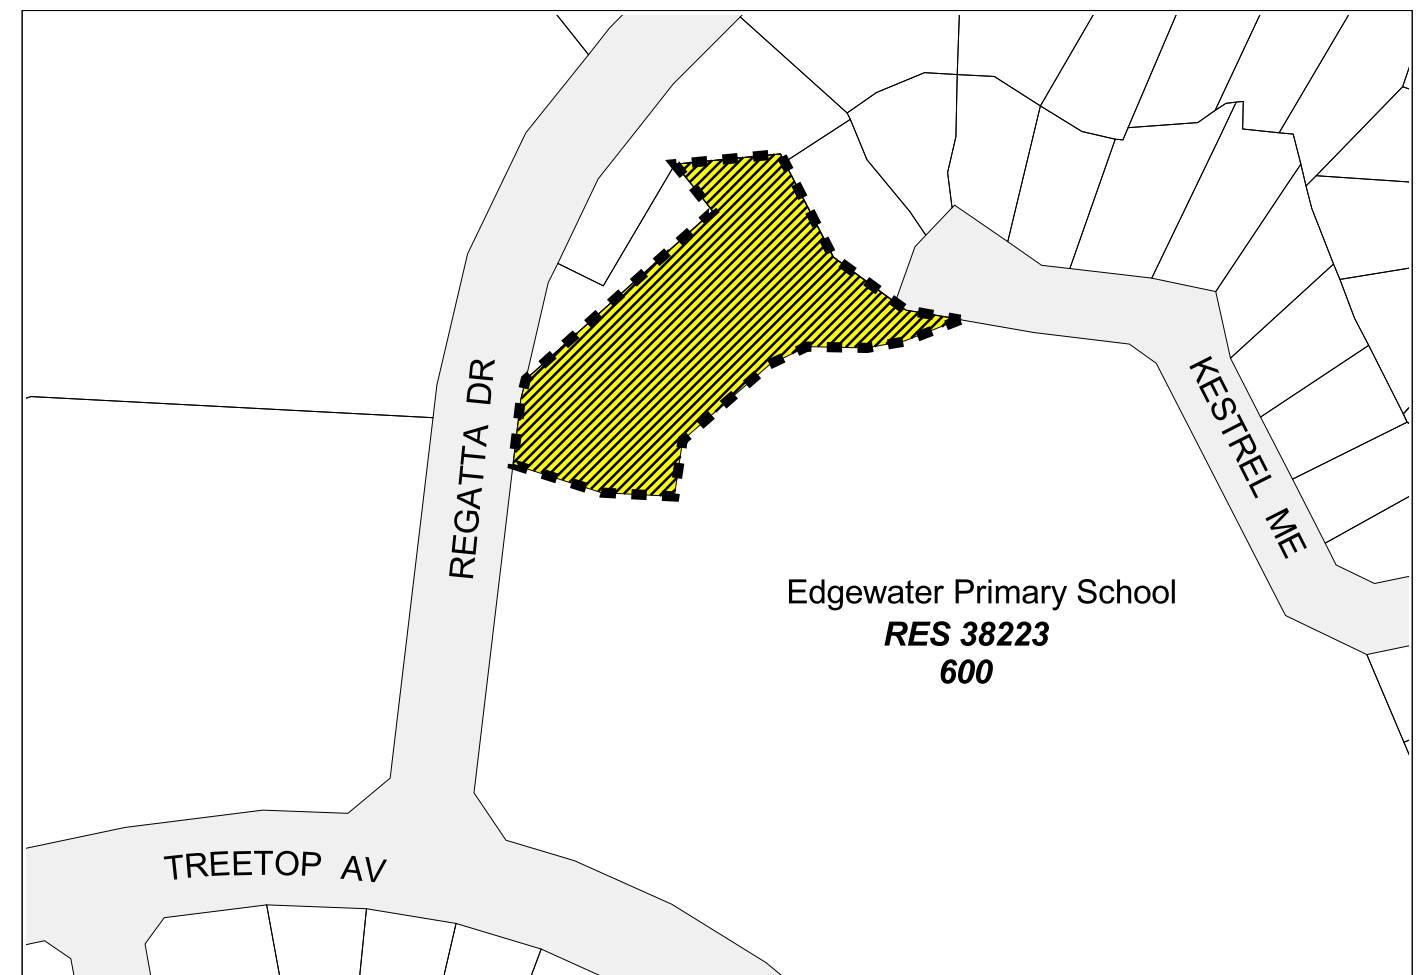 REGATTA DR
KESTREL ME
Edgewater Primary School
RES 38223
600
TREETOP AV